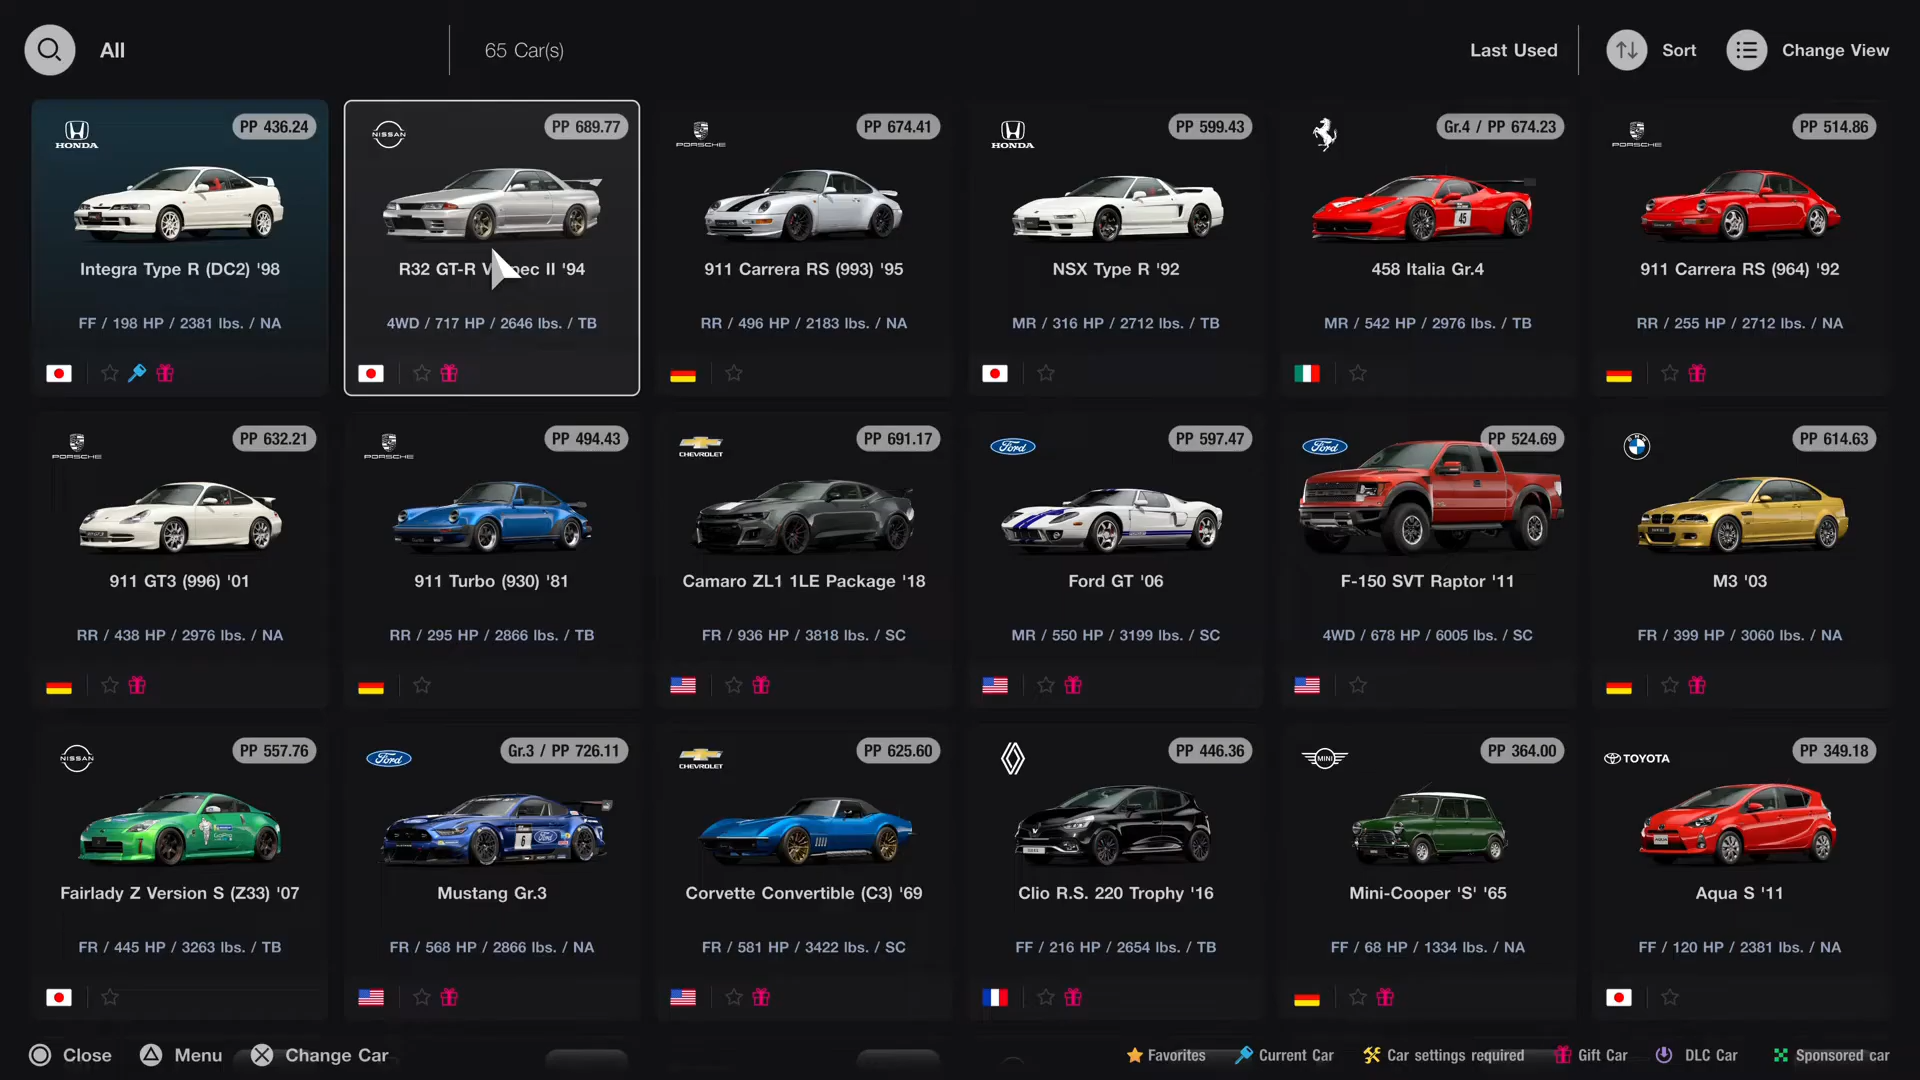 All
65 Car(s)
Last Used
Sort
Change View
HONDA
PP 436.24
Integra Type R (DC2) '98
FF / 198 HP / 2381 lbs. / NA
NISSAN
PP 689.77
R32 GT-R V ec II '94
4WD / 717 HP / 2646 lbs. / TB
PORSCHE
PP 674.41
911 Carrera RS (993) '95
RR / 496 HP / 2183 lbs. / NA
HONDA
PP 599.43
NSX Type R '92
MR / 316 HP / 2712 lbs. / TB
Gr.4 / PP 674.23
45
458 Italia Gr.4
MR / 542 HP / 2976 lbs. / TB
PORSCHE
PP 514.86
911 Carrera RS (964) '92
RR / 255 HP / 2712 lbs. / NA
PORSCHE
PP 632.21
911 GT3 (996) '01
RR / 438 HP / 2976 lbs. / NA
PORSCHE
PP 494.43
911 Turbo (930) '81
RR / 295 HP / 2866 lbs. / TB
CHEVROLET
PP 691.17
Camaro ZL1 1LE Package '18
FR / 936 HP / 3818 lbs. / SC
Ford
PP 597.47
Ford GT '06
MR / 550 HP / 3199 lbs. / SC
Ford
PP 524.69
F-150 SVT Raptor '11
4WD / 678 HP / 6005 lbs. / SC
BMW
PP 614.63
M3 '03
FR / 399 HP / 3060 lbs. / NA
NISSAN
PP 557.76
Fairlady Z Version S (Z33) '07
FR / 445 HP / 3263 lbs. / TB
Ford
Gr.3 / PP 726.11
6
Ford
Mustang Gr.3
FR / 568 HP / 2866 lbs. / NA
CHEVROLET
PP 625.60
Corvette Convertible (C3) '69
FR / 581 HP / 3422 lbs. / SC
PP 446.36
Clio R.S. 220 Trophy '16
FF / 216 HP / 2654 lbs. / TB
MINI
PP 364.00
Mini-Cooper 'S' '65
FF / 68 HP / 1334 lbs. / NA
TOYOTA
PP 349.18
Aqua S '11
FF / 120 HP / 2381 lbs. / NA
Close
Menu
Change Car
Favorites
Current Car
Car settings required
Gift Car
DLC Car
Sponsored car